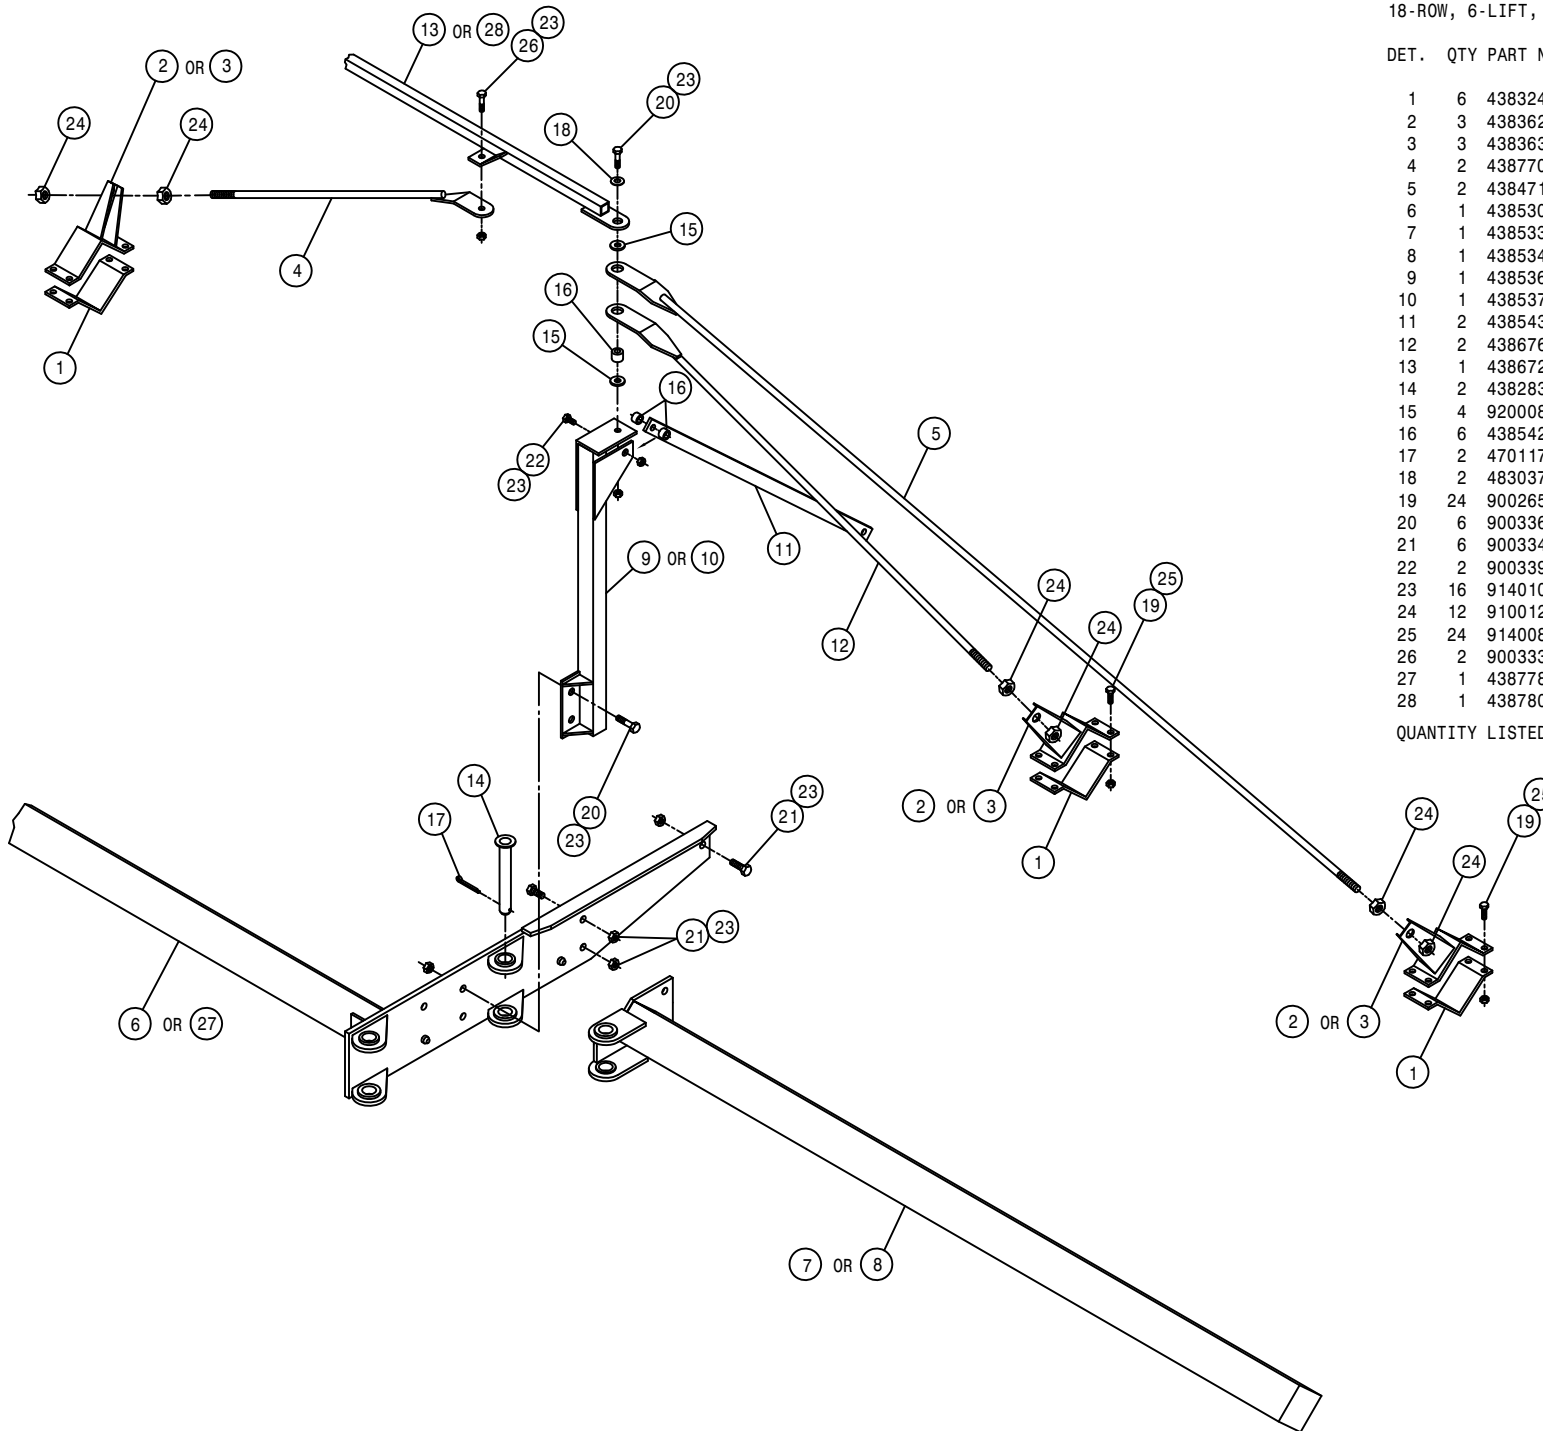 18-ROW, 6-LIFT,
DET. QTY PART N
1 6 438324
2 3 438362
3 3 438363
4 2 438770
5 2 438471
6 1 438530
7 1 438533
8 1 438534
9 1 438536
10 1 438537
11 2 438543
12 2 438676
13 1 438672
14 2 438283
15 4 920008
16 6 438542
17 2 470117
18 2 483037
19 24 900265
20 6 900336
21 6 900334
22 2 900339
23 16 914010
24 12 910012
25 24 914008
26 2 900333
27 1 438778
28 1 438780
QUANTITY LISTED
13 OR 28
23
26
2 OR 3
24
24
23
20
18
15
4
16
15
1
16
5
22
23
11
9 OR 10
12
24
24
25
19
14
17
20
23
23
21
2 OR 3
1
24
24
25
19
21
23
6 OR 27
2 OR 3
1
7 OR 8